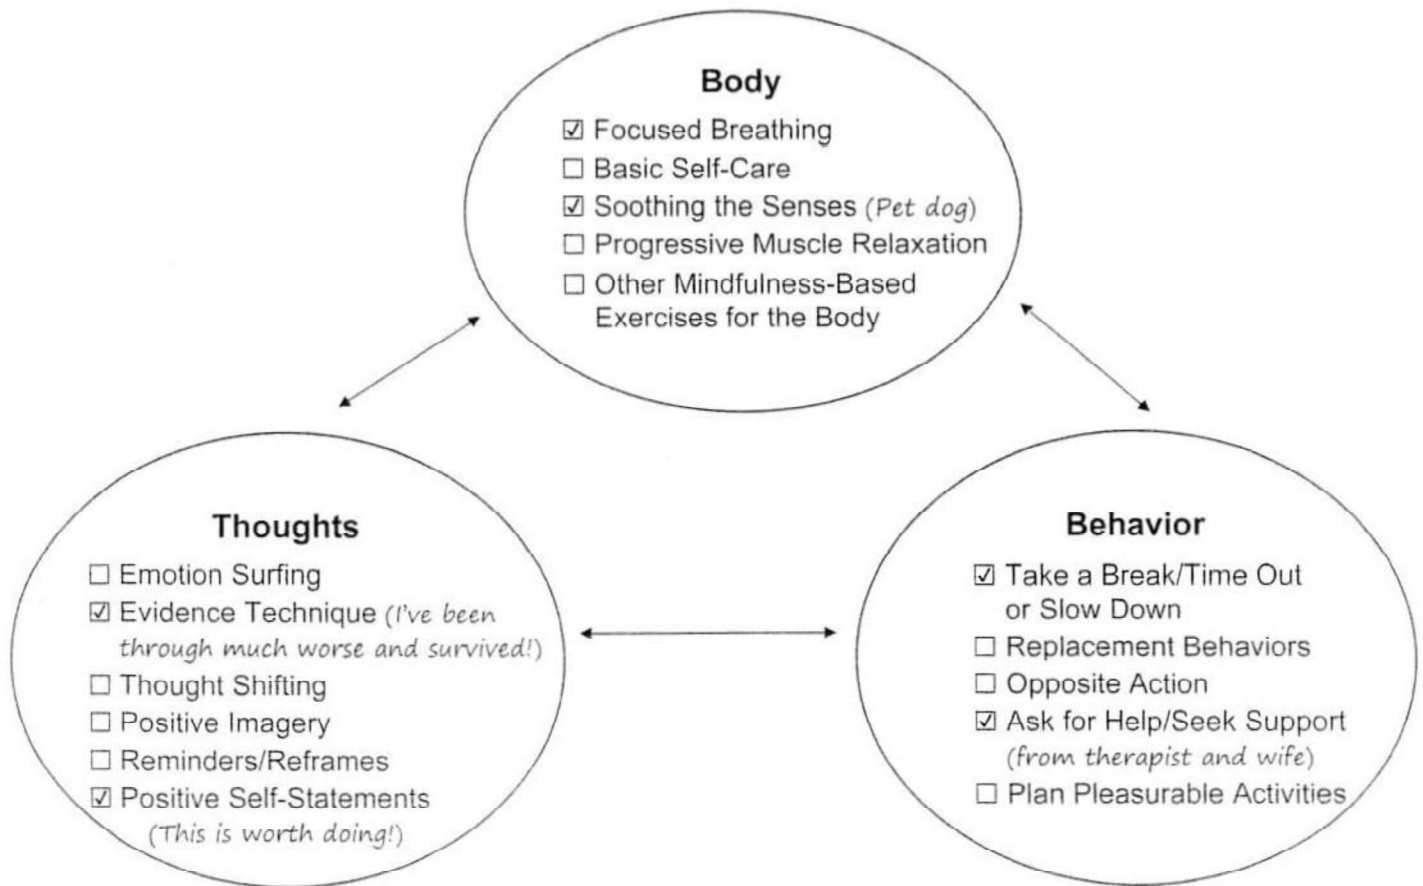 Body
☑ Focused Breathing
☐ Basic Self-Care
☑ Soothing the Senses (Pet dog)
☐ Progressive Muscle Relaxation
☐ Other Mindfulness-Based
Exercises for the Body
Thoughts
☐ Emotion Surfing
☑ Evidence Technique (I've been
through much worse and survived!)
☐ Thought Shifting
☐ Positive Imagery
☐ Reminders/Reframes
☑ Positive Self-Statements
(This is worth doing!)
Behavior
☑ Take a Break/Time Out
or Slow Down
☐ Replacement Behaviors
☐ Opposite Action
☑ Ask for Help/Seek Support
(from therapist and wife)
☐ Plan Pleasurable Activities